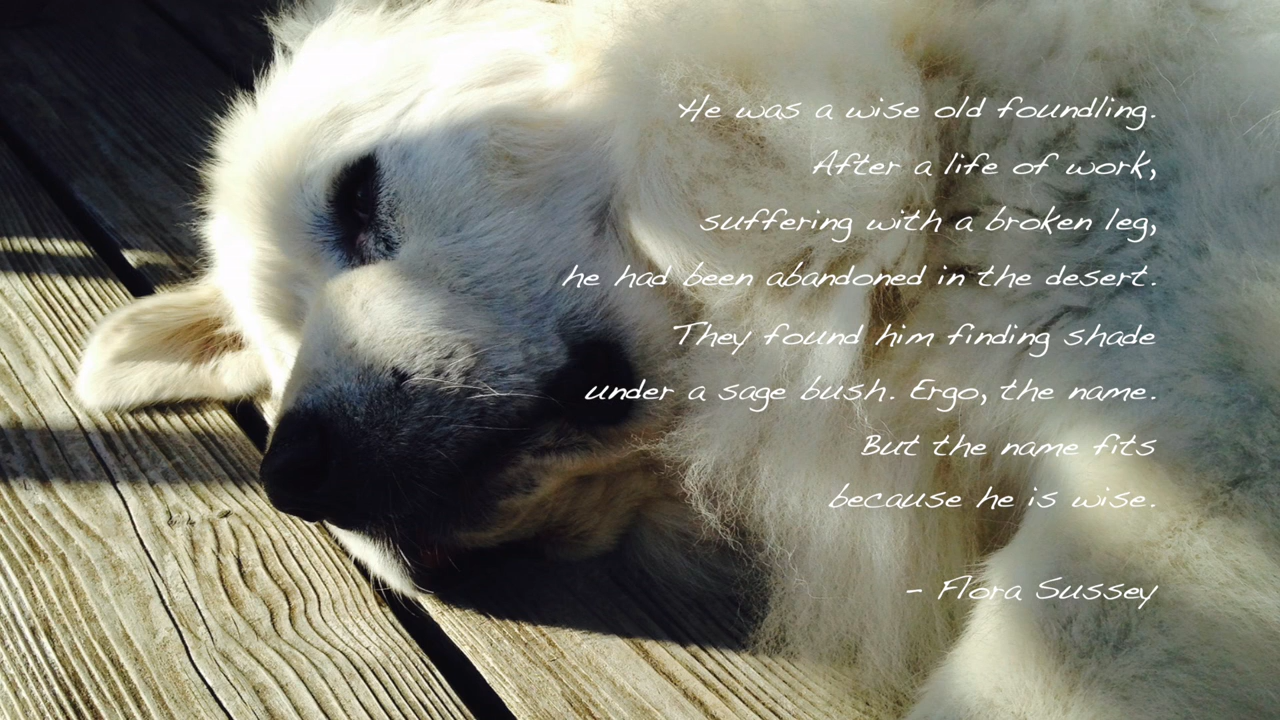 He was a wise old foundling.
After a life of work,
suffering with a broken leg,
he had been abandoned in the desert.
They found him finding shade
under a sage bush. Ergo, the name.
But the name fits
because he is wise.
- Flora Sussey